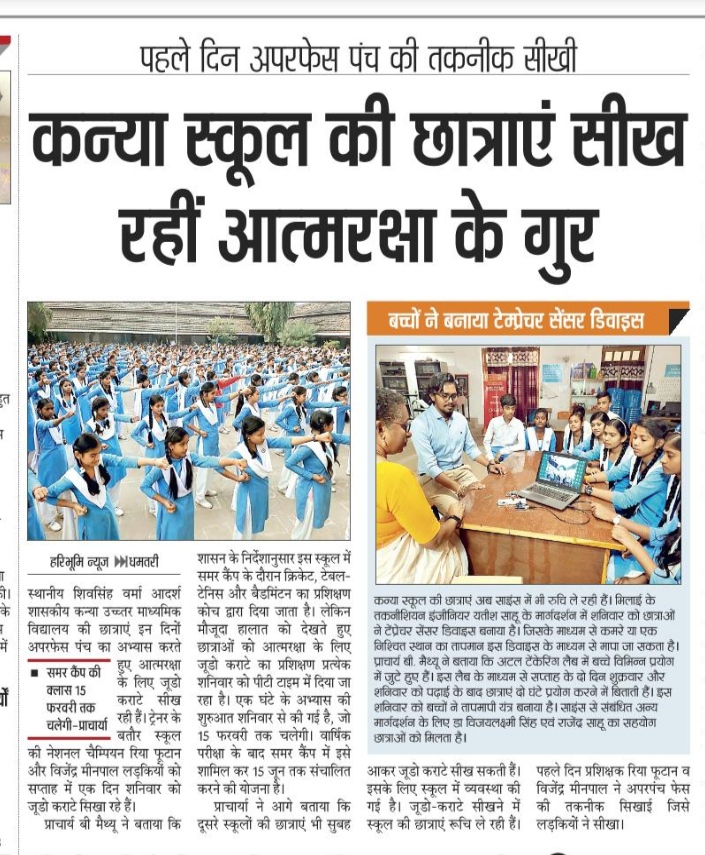 पहले दिन अपरफेस पंच की तकनीक सीखी
कन्या स्कूल की छात्राएं सीख
रहीं आत्मरक्षा के गुर
हरिभूमि न्यूज धमतरी
स्थानीय शिवसिंह वर्मा आदर्श
शासकीय कन्या उच्चतर माध्यमिक
विद्यालय की छात्राएं इन दिनों
अपरफेस पंच का अभ्यास करते
हुए आत्मरक्षा
के लिए जूडो
कराटे सीख
रही हैं। ट्रेनर के
बतौर स्कूल
समर कैंप की
क्लास 15
फरवरी तक
चलेगी-प्राचार्या
की नेशनल चैम्पियन रिया फूटान
और विजेंद्र मीनपाल लड़कियों को
सप्ताह में एक दिन शनिवार को
जूडो कराटे सिखा रहे हैं।
प्राचार्य बी मैथ्यू ने बताया कि
शासन के निर्देशानुसार इस स्कूल में
समर कैंप के दौरान क्रिकेट, टेबल-
टेनिस और बैडमिंटन का प्रशिक्षण
कोच द्वारा दिया जाता है। लेकिन
मौजूदा हालात को देखते हुए
छात्राओं को आत्मरक्षा के लिए
जूडो कराटे का प्रशिक्षण प्रत्येक
शनिवार को पीटी टाइम में दिया जा
रहा है। एक घंटे के अभ्यास की
शुरुआत शनिवार से की गई है, जो
15 फरवरी तक चलेगी। वार्षिक
परीक्षा के बाद समर कैंप में इसे
शामिल कर 15 जून तक संचालित
करने की योजना है।
प्राचार्या ने आगे बताया कि
दूसरे स्कूलों की छात्राएं भी सुबह
बच्चों ने बनाया टेम्प्रेचर सेंसर डिवाइस
कन्या स्कूल की छात्राएं अब साइंस में भी रुचि ले रही हैं। भिलाई के
तकनीशियन इंजीनियर यतीश साहू के मार्गदर्शन में शनिवार को छात्राओं
ने टेंप्रेचर सेंसर डिवाइस बनाया है। जिसके माध्यम से कमरे या एक
निश्चित स्थान का तापमान इस डिवाइस के माध्यम से मापा जा सकता है।
प्राचार्य बी. मैथ्यू ने बताया कि अटल टेंकेरिंग लैब में बच्चे विभिन्न प्रयोग
में जुटे हुए हैं। इस लैब के माध्यम से सप्ताह के दो दिन शुक्रवार और
शनिवार को पढ़ाई के बाद छात्राएं दो घंटे प्रयोग करने में बिताती हैं। इस
शनिवार को बच्चों ने तापमापी यंत्र बनाया है। साइंस से संबंधित अन्य
मार्गदर्शन के लिए डा विजयलक्ष्मी सिंह एवं राजेंद्र साहू का सहयोग
छात्राओं को मिलता है।
आकर जूडो कराटे सीख सकती हैं।
इसके लिए स्कूल में व्यवस्था की
गई है। जूडो-कराटे सीखने में
स्कूल की छात्राएं रूचि ले रही हैं।
पहले दिन प्रशिक्षक रिया फूटान व
विजेंद्र मीनपाल ने अपरपंच फेस
की तकनीक सिखाई जिसे
लड़कियों ने सीखा।